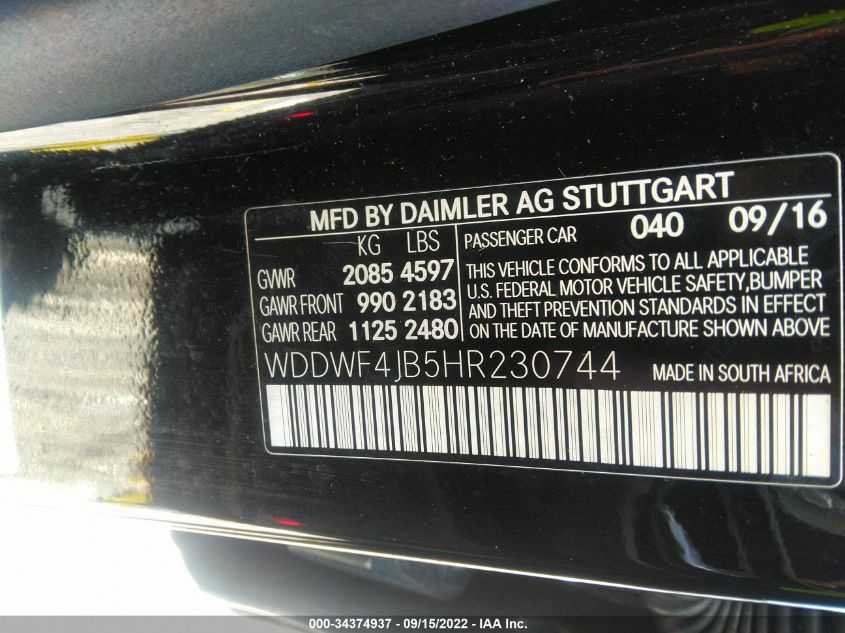 MFD BY DAIMLER AG STUTTGART
KG LBS
GVWR 2085 4597
GAWR FRONT 990 2183
GAWR REAR 1125 2480
PASSENGER CAR 040 09/16
THIS VEHICLE CONFORMS TO ALL APPLICABLE
U.S. FEDERAL MOTOR VEHICLE SAFETY,BUMPER
AND THEFT PREVENTION STANDARDS IN EFFECT
ON THE DATE OF MANUFACTURE SHOWN ABOVE
WDDWF4JB5HR230744 MADE IN SOUTH AFRICA
000-34374937 - 09/15/2022 - IAA Inc.